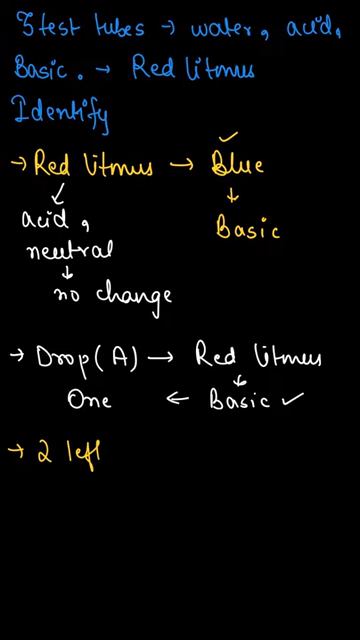 3 test tubes → water, acid,
Basic. → Red litmus
Identify
→ Red litmus → Blue ✓
↓ ↓
acid, Basic
neutral
↓
no change
→ Drop (A) → Red litmus
↓
One ← Basic ✓
→ 2 left